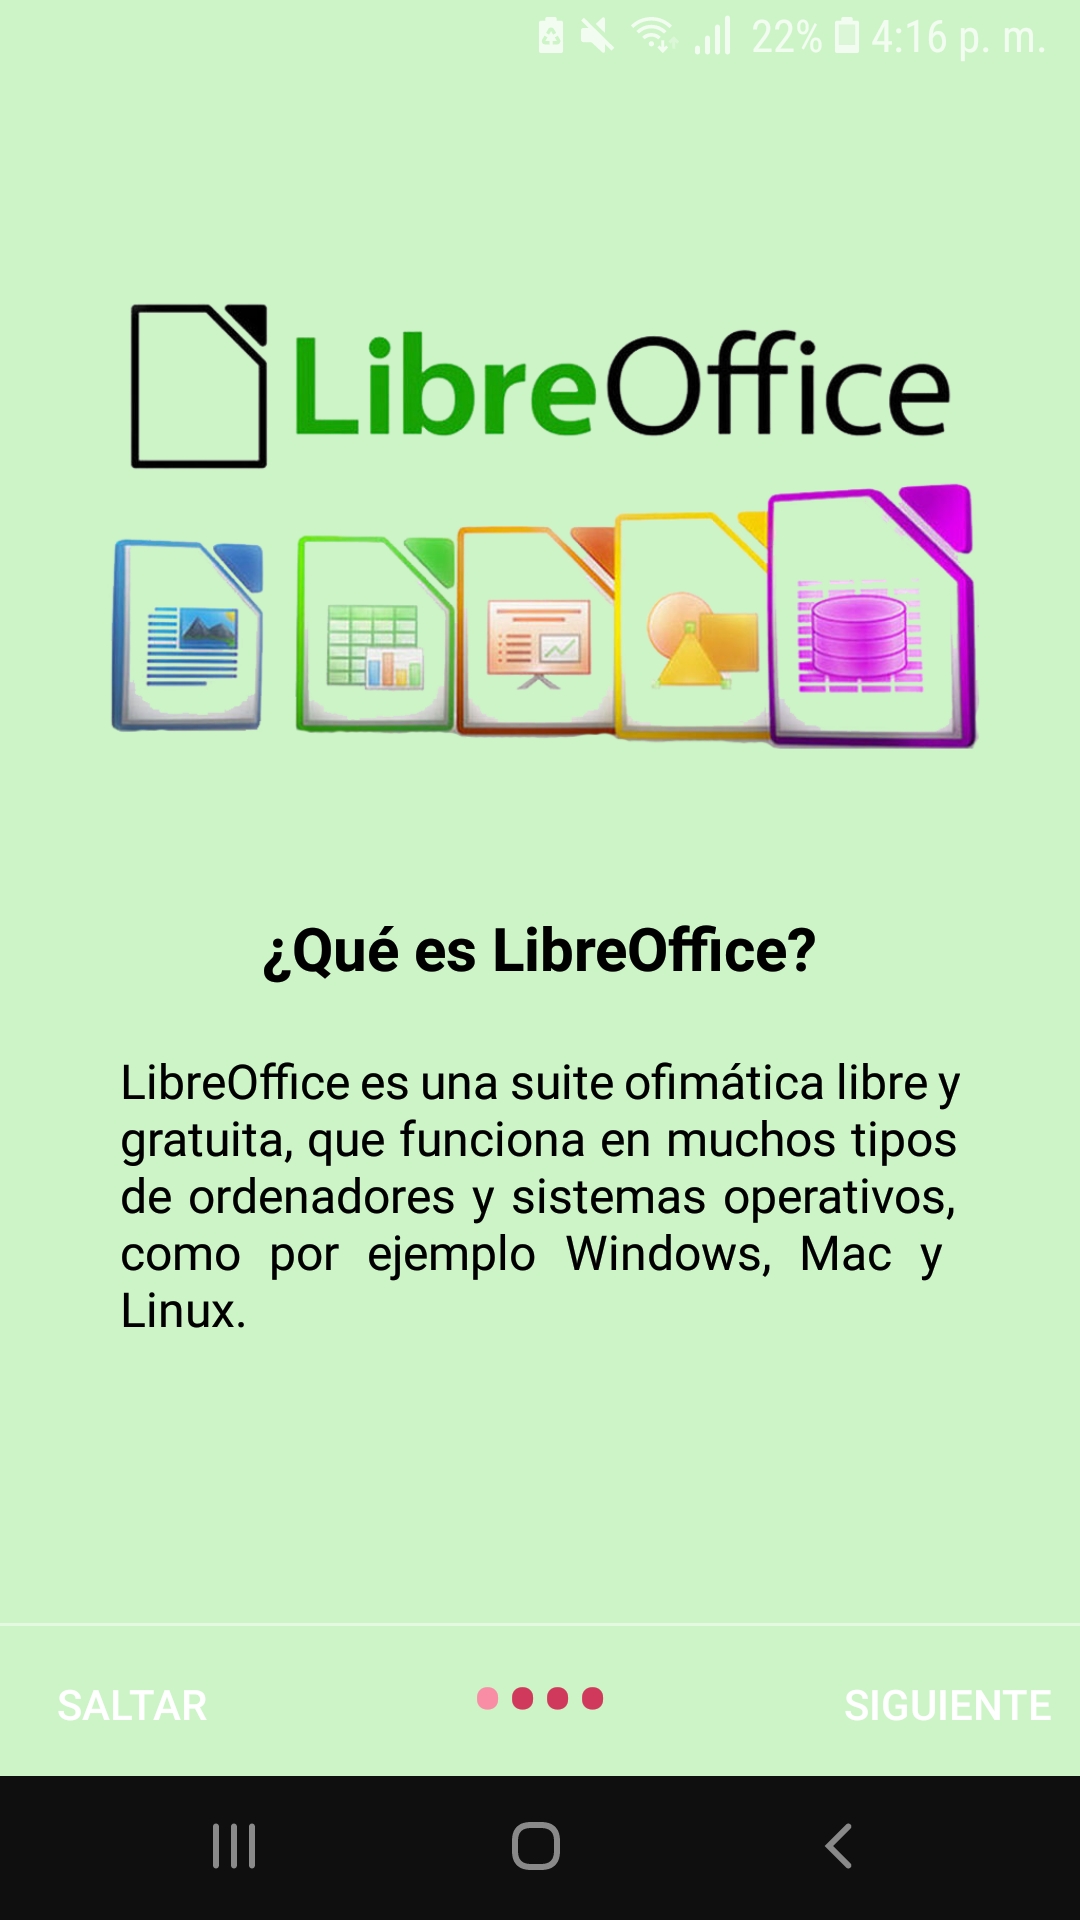 22% 4:16 p. m.
LibreOffice
¿Qué es LibreOffice?
LibreOffice es una suite ofimática libre y
gratuita, que funciona en muchos tipos
de ordenadores y sistemas operativos,
como por ejemplo Windows, Mac y
Linux.
SALTAR
SIGUIENTE